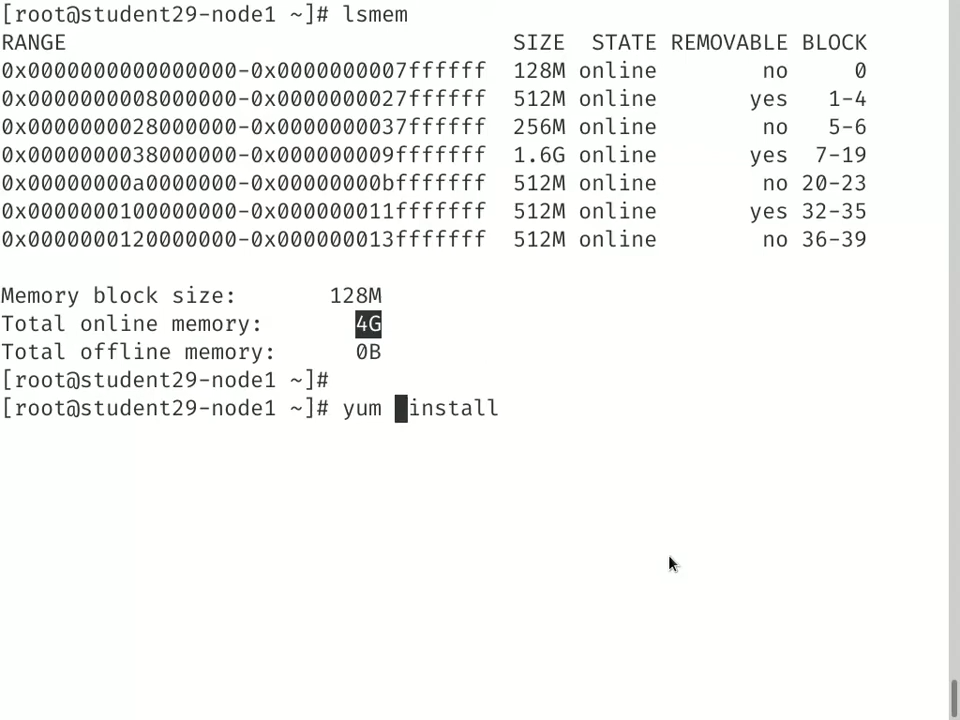 [root@student29-node1 ~]# lsmem
RANGE                                  SIZE  STATE REMOVABLE BLOCK
0x0000000000000000-0x0000000007ffffff  128M online        no     0
0x0000000008000000-0x0000000027ffffff  512M online       yes   1-4
0x0000000028000000-0x0000000037ffffff  256M online        no   5-6
0x0000000038000000-0x000000009fffffff  1.6G online       yes  7-19
0x00000000a0000000-0x00000000bfffffff  512M online        no 20-23
0x0000000100000000-0x000000011fffffff  512M online       yes 32-35
0x0000000120000000-0x000000013fffffff  512M online        no 36-39
Memory block size:       128M
Total online memory:       4G
Total offline memory:      0B
[root@student29-node1 ~]#
[root@student29-node1 ~]# yum install